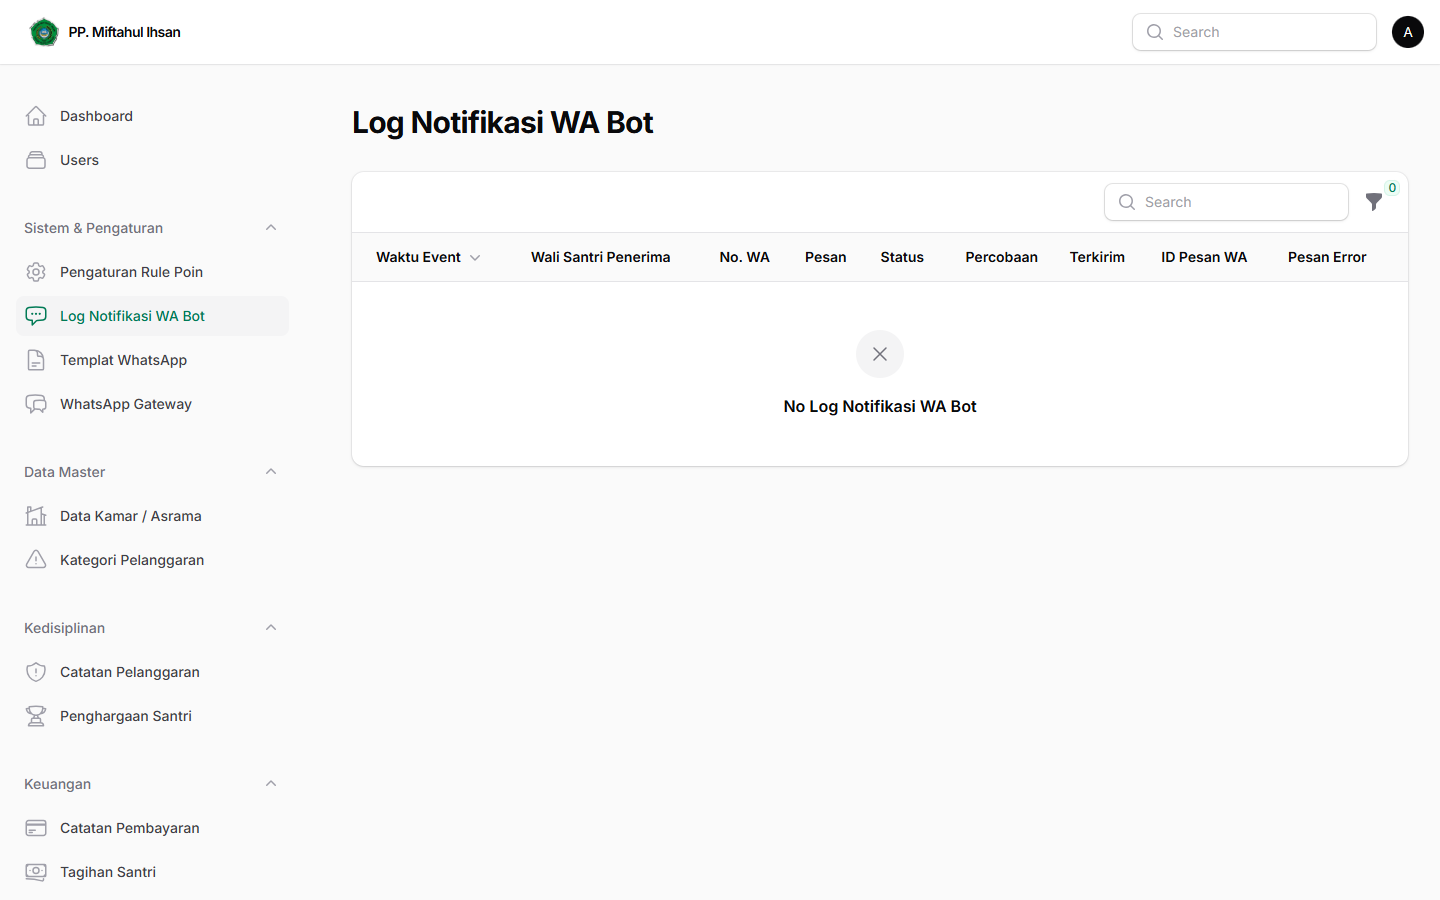 PP. Miftahul Ihsan
Search
A
Dashboard
Users
Sistem & Pengaturan
Pengaturan Rule Poin
Log Notifikasi WA Bot
Templat WhatsApp
WhatsApp Gateway
Data Master
Data Kamar / Asrama
Kategori Pelanggaran
Kedisiplinan
Catatan Pelanggaran
Penghargaan Santri
Keuangan
Catatan Pembayaran
Tagihan Santri
Log Notifikasi WA Bot
Search
0
Waktu Event Wali Santri Penerima No. WA Pesan Status Percobaan Terkirim ID Pesan WA Pesan Error
No Log Notifikasi WA Bot